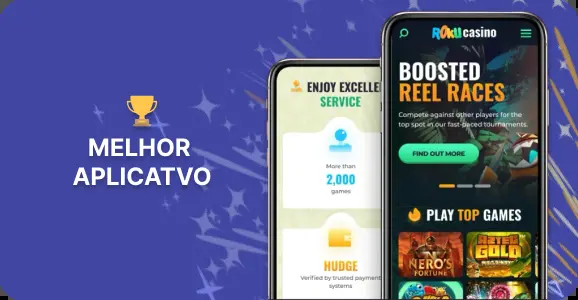 MELHOR
APLICATVO
ENJOY EXCELLE
SERVICE
More than
2,000
games
HUDGE
Verified by trusted payment
systems
ROKU casino
BOOSTED
REEL RACES
Compete against other players for the
top spot in our fast-paced tournaments.
FIND OUT MORE
PLAY TOP GAMES
NERO'S
FORTUNE
AZTEC
GOLD